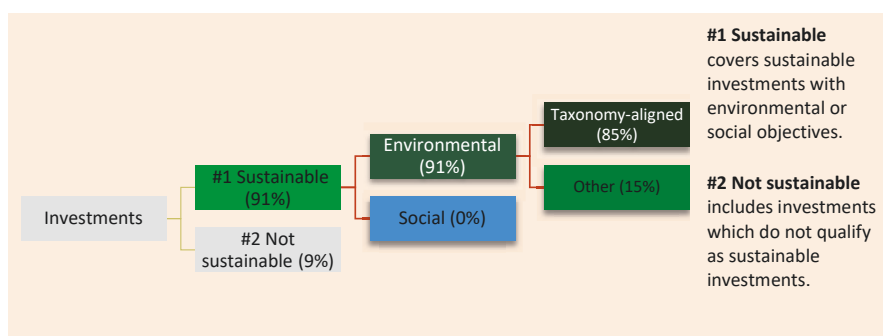 Investments
#1 Sustainable
(91%)
#2 Not
sustainable (9%)
Environmental
(91%)
Social (0%)
Taxonomy-aligned
(85%)
Other (15%)
#1 Sustainable
covers sustainable
investments with
environmental or
social objectives.
#2 Not sustainable
includes investments
which do not qualify
as sustainable
investments.